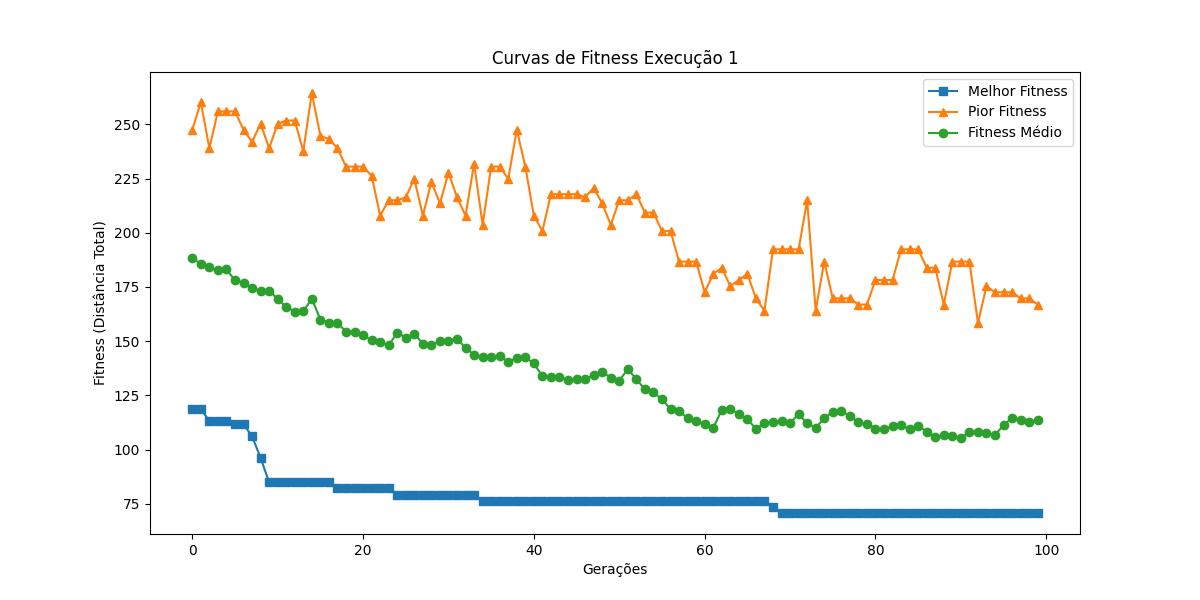 Curvas de Fitness Execução 1
Melhor Fitness
Pior Fitness
Fitness Médio
Fitness (Distância Total)
250
225
200
175
150
125
100
75
0
20
40
60
80
100
Gerações